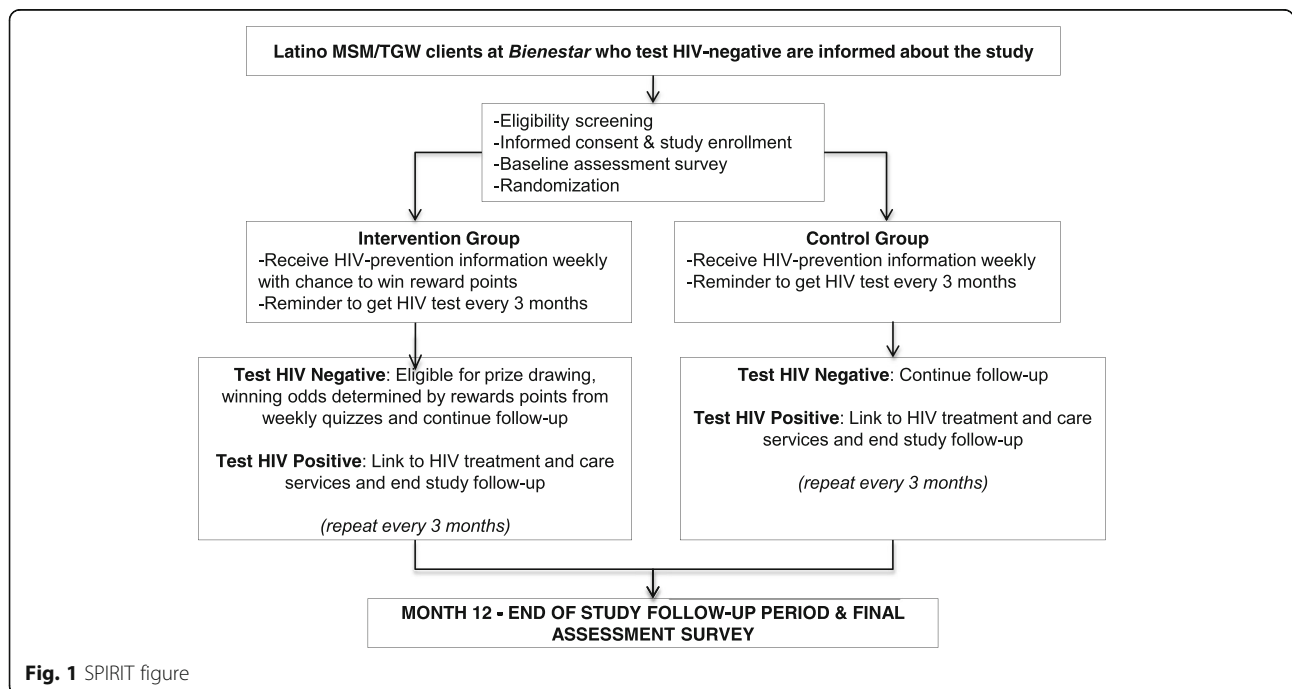 Latino MSM/TGW clients at Bienestar who test HIV-negative are informed about the study
-Eligibility screening
-Informed consent & study enrollment
-Baseline assessment survey
-Randomization
Intervention Group
-Receive HIV-prevention information weekly
with chance to win reward points
-Reminder to get HIV test every 3 months
Control Group
-Receive HIV-prevention information weekly
-Reminder to get HIV test every 3 months
Test HIV Negative: Eligible for prize drawing,
winning odds determined by rewards points from
weekly quizzes and continue follow-up
Test HIV Positive: Link to HIV treatment and care
services and end study follow-up
(repeat every 3 months)
Test HIV Negative: Continue follow-up
Test HIV Positive: Link to HIV treatment and care
services and end study follow-up
(repeat every 3 months)
MONTH 12 - END OF STUDY FOLLOW-UP PERIOD & FINAL
ASSESSMENT SURVEY
Fig. 1 SPIRIT figure